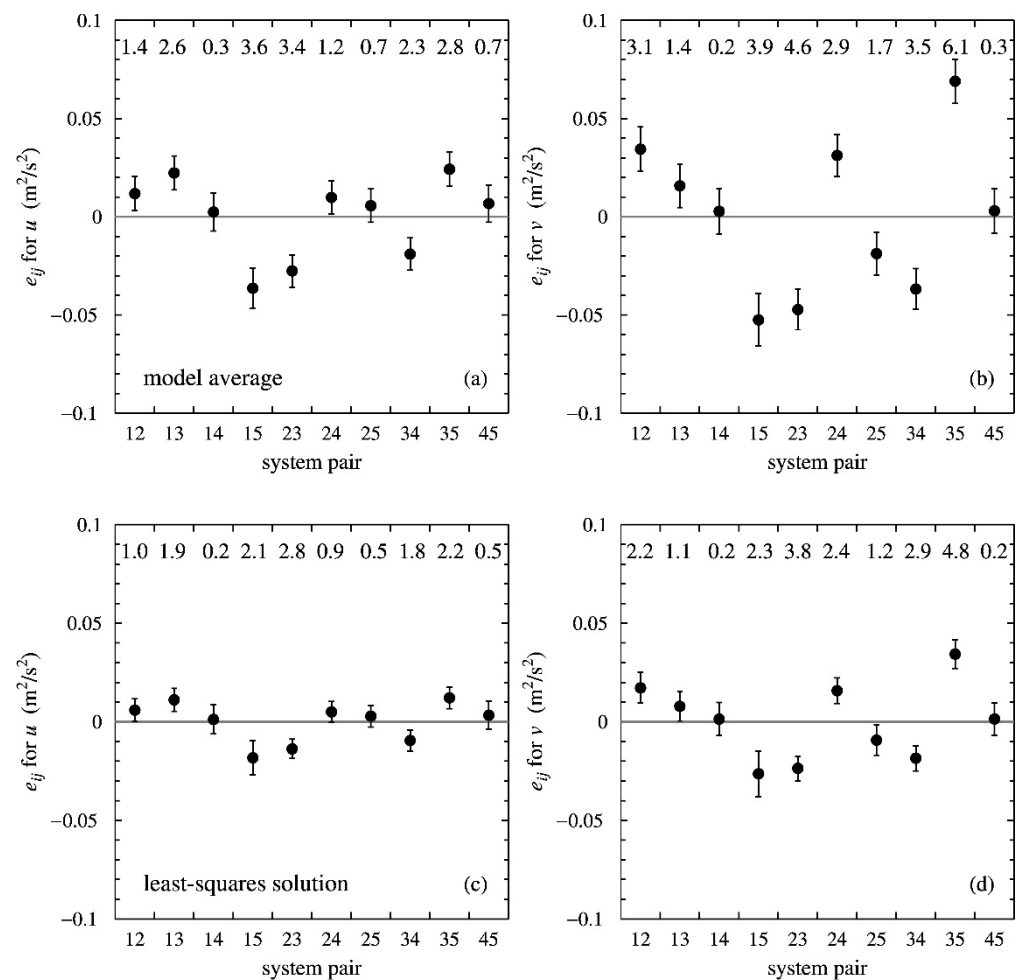 0.1
1.4 2.6 0.3 3.6 3.4 1.2 0.7 2.3 2.8 0.7
0.05
0
−0.05
−0.1
e_ij for u (m²/s²)
model average (a)
12 13 14 15 23 24 25 34 35 45
system pair
0.1
3.1 1.4 0.2 3.9 4.6 2.9 1.7 3.5 6.1 0.3
0.05
0
−0.05
−0.1
e_ij for v (m²/s²)
(b)
12 13 14 15 23 24 25 34 35 45
system pair
0.1
1.0 1.9 0.2 2.1 2.8 0.9 0.5 1.8 2.2 0.5
0.05
0
−0.05
−0.1
e_ij for u (m²/s²)
least-squares solution (c)
12 13 14 15 23 24 25 34 35 45
system pair
0.1
2.2 1.1 0.2 2.3 3.8 2.4 1.2 2.9 4.8 0.2
0.05
0
−0.05
−0.1
e_ij for v (m²/s²)
(d)
12 13 14 15 23 24 25 34 35 45
system pair